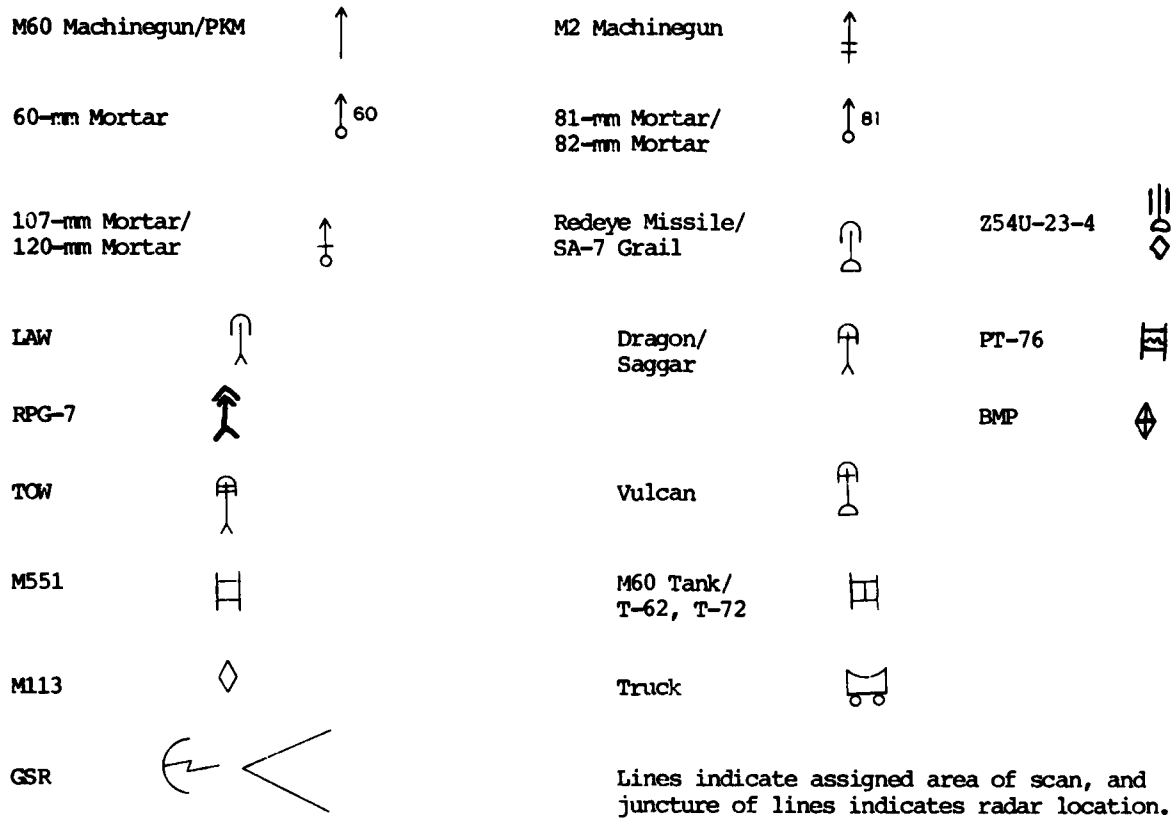 M60 Machinegun/PKM
M2 Machinegun
60-mm Mortar
60
81-mm Mortar/
82-mm Mortar
81
107-mm Mortar/
120-mm Mortar
Redeye Missile/
SA-7 Grail
Z54U-23-4
LAW
Dragon/
Saggar
PT-76
RPG-7
BMP
TOW
Vulcan
M551
M60 Tank/
T-62, T-72
M113
Truck
GSR
Lines indicate assigned area of scan, and
juncture of lines indicates radar location.